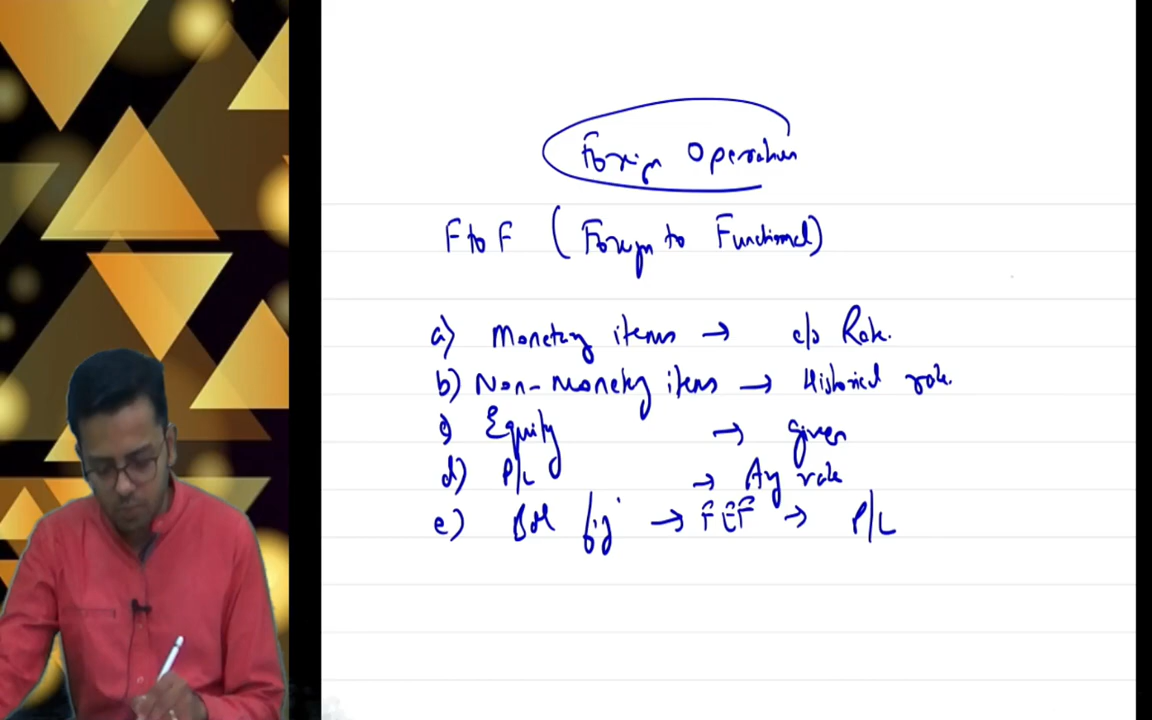 Foreign Operation
F to F (Foreign to Functional)
a) Monetary items → c/s Rate.
b) Non-monetary items → Historical rate.
c) Equity → given
d) P/L → Avg rate
e) Bal fig → FEF → P/L